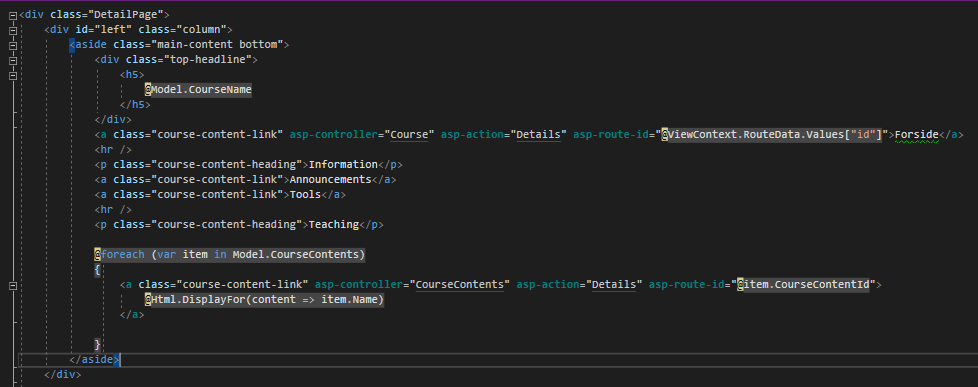 <div class="DetailPage">
<div id="left" class="column">
<aside class="main-content bottom">
<div class="top-headline">
<h5>
@Model.CourseName
</h5>
</div>
<a class="course-content-link" asp-controller="Course" asp-action="Details" asp-route-id="@ViewContext.RouteData.Values["id"]">Forside</a>
<hr />
<p class="course-content-heading">Information</p>
<a class="course-content-link">Announcements</a>
<a class="course-content-link">Tools</a>
<hr />
<p class="course-content-heading">Teaching</p>
@foreach (var item in Model.CourseContents)
{
<a class="course-content-link" asp-controller="CourseContents" asp-action="Details" asp-route-id="@item.CourseContentId">
@Html.DisplayFor(content => item.Name)
</a>
}
</aside>
</div>